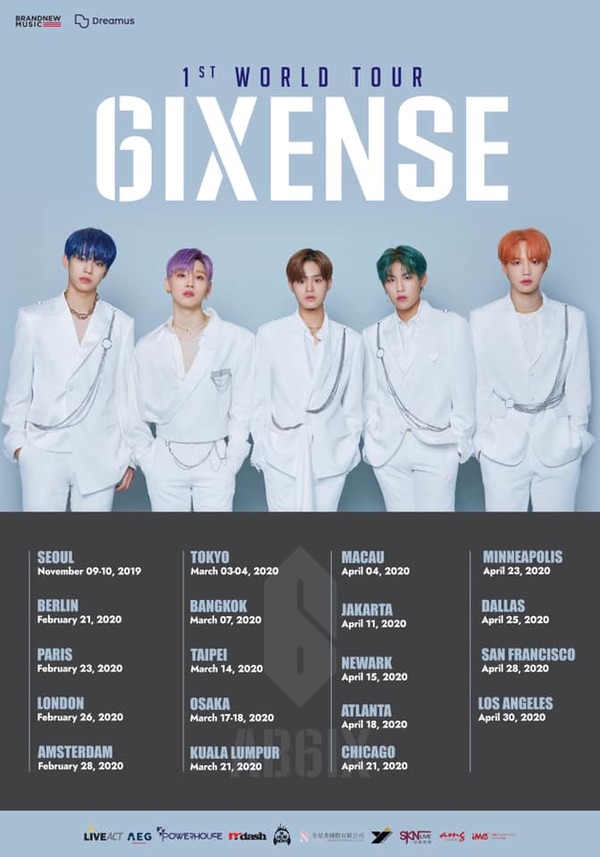 BRANDNEW
MUSIC
Dreamus
1ST WORLD TOUR
6IXENSE
SEOUL
November 09-10, 2019
BERLIN
February 21, 2020
PARIS
February 23, 2020
LONDON
February 26, 2020
AMSTERDAM
February 28, 2020
TOKYO
March 03-04, 2020
BANGKOK
March 07, 2020
TAIPEI
March 14, 2020
OSAKA
March 17-18, 2020
KUALA LUMPUR
March 21, 2020
MACAU
April 04, 2020
JAKARTA
April 11, 2020
NEWARK
April 15, 2020
ATLANTA
April 18, 2020
CHICAGO
April 21, 2020
MINNEAPOLIS
April 23, 2020
DALLAS
April 25, 2020
SAN FRANCISCO
April 28, 2020
LOS ANGELES
April 30, 2020
AB6IX
LIVEACT AEG POWERHOUSE mdash SKNLIVE amg iME